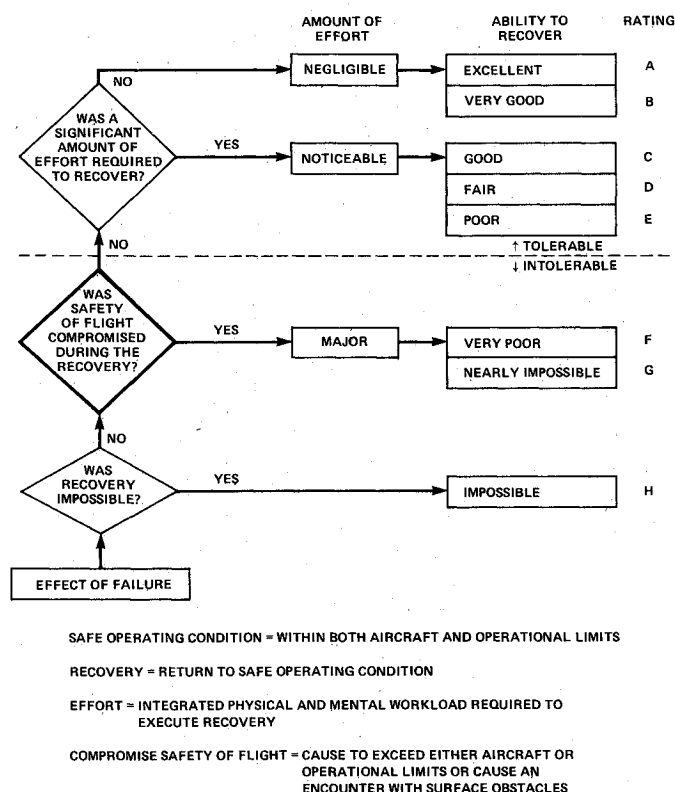 AMOUNT OF
EFFORT
ABILITY TO
RECOVER
RATING
NO
NEGLIGIBLE
EXCELLENT
A
VERY GOOD
B
WAS A
SIGNIFICANT
AMOUNT OF
EFFORT REQUIRED
TO RECOVER?
YES
NOTICEABLE
GOOD
C
FAIR
D
POOR
E
NO
↑ TOLERABLE
↓ INTOLERABLE
WAS
SAFETY
OF FLIGHT
COMPROMISED
DURING THE
RECOVERY?
YES
MAJOR
VERY POOR
F
NEARLY IMPOSSIBLE
G
NO
WAS
RECOVERY
IMPOSSIBLE?
YES
IMPOSSIBLE
H
EFFECT OF FAILURE
SAFE OPERATING CONDITION = WITHIN BOTH AIRCRAFT AND OPERATIONAL LIMITS
RECOVERY = RETURN TO SAFE OPERATING CONDITION
EFFORT = INTEGRATED PHYSICAL AND MENTAL WORKLOAD REQUIRED TO
EXECUTE RECOVERY
COMPROMISE SAFETY OF FLIGHT = CAUSE TO EXCEED EITHER AIRCRAFT OR
OPERATIONAL LIMITS OR CAUSE AN
ENCOUNTER WITH SURFACE OBSTACLES